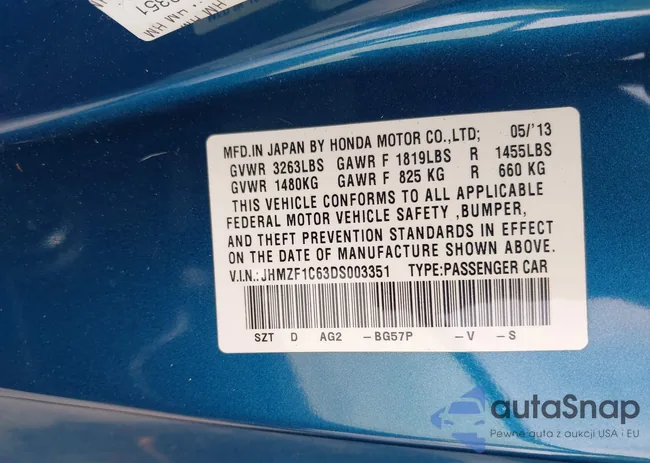 3351
MFD.IN JAPAN BY HONDA MOTOR CO.,LTD; 05/'13
GVWR 3263LBS GAWR F 1819LBS R 1455LBS
GVWR 1480KG GAWR F 825 KG R 660 KG
THIS VEHICLE CONFORMS TO ALL APPLICABLE
FEDERAL MOTOR VEHICLE SAFETY ,BUMPER,
AND THEFT PREVENTION STANDARDS IN EFFECT
ON THE DATE OF MANUFACTURE SHOWN ABOVE.
V.I.N.:JHMZF1C63DS003351 TYPE:PASSENGER CAR
SZT D AG2 -BG57P -V -S
autaSnap
Pewne auta z aukcji USA i EU